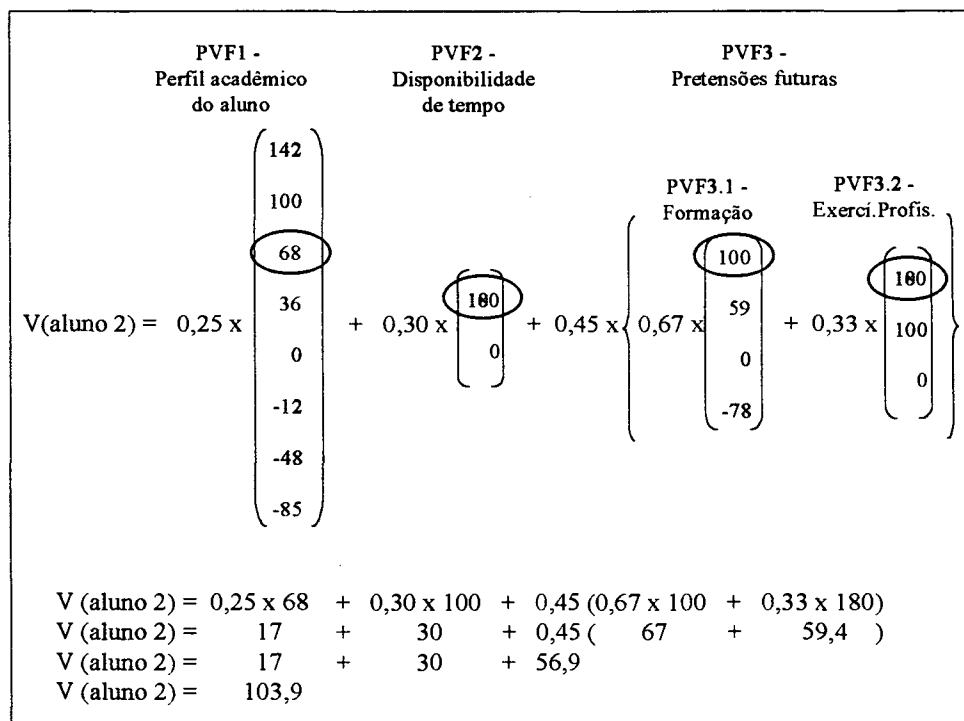 PVF1 -
Perfil acadêmico
do aluno
PVF2 -
Disponibilidade
de tempo
PVF3 -
Pretensões futuras
PVF3.1 -
Formação
PVF3.2 -
Exercí.Profis.
V(aluno 2) = 0,25 x
142
100
68
36
0
-12
-48
-85
+ 0,30 x
180
0
+ 0,45 x { 0,67 x
100
59
0
-78
+ 0,33 x
180
100
0
}
V (aluno 2) = 0,25 x 68 + 0,30 x 100 + 0,45 (0,67 x 100 + 0,33 x 180)
V (aluno 2) = 17 + 30 + 0,45 ( 67 + 59,4 )
V (aluno 2) = 17 + 30 + 56,9
V (aluno 2) = 103,9